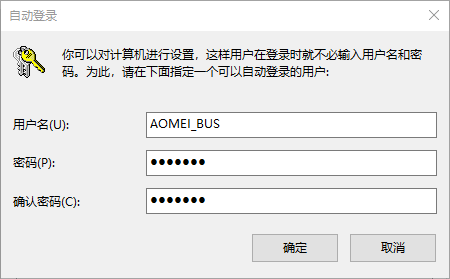 自动登录
你可以对计算机进行设置，这样用户在登录时就不必输入用户名和密
码。为此，请在下面指定一个可以自动登录的用户:
用户名(U):
AOMEI_BUS
密码(P):
●●●●●●●
确认密码(C):
●●●●●●●
确定
取消